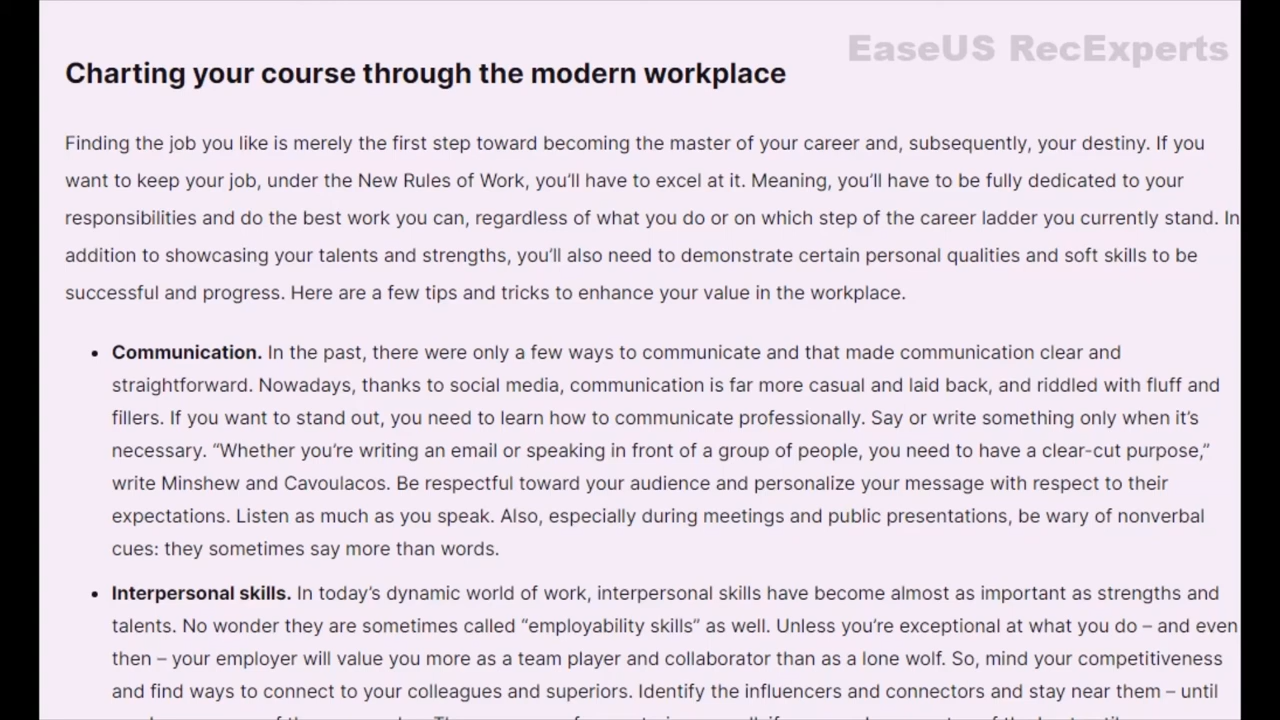 EaseUS RecExperts
Charting your course through the modern workplace
Finding the job you like is merely the first step toward becoming the master of your career and, subsequently, your destiny. If you
want to keep your job, under the New Rules of Work, you’ll have to excel at it. Meaning, you’ll have to be fully dedicated to your
responsibilities and do the best work you can, regardless of what you do or on which step of the career ladder you currently stand. In
addition to showcasing your talents and strengths, you’ll also need to demonstrate certain personal qualities and soft skills to be
successful and progress. Here are a few tips and tricks to enhance your value in the workplace.
• Communication. In the past, there were only a few ways to communicate and that made communication clear and
straightforward. Nowadays, thanks to social media, communication is far more casual and laid back, and riddled with fluff and
fillers. If you want to stand out, you need to learn how to communicate professionally. Say or write something only when it’s
necessary. “Whether you’re writing an email or speaking in front of a group of people, you need to have a clear-cut purpose,”
write Minshew and Cavoulacos. Be respectful toward your audience and personalize your message with respect to their
expectations. Listen as much as you speak. Also, especially during meetings and public presentations, be wary of nonverbal
cues: they sometimes say more than words.
• Interpersonal skills. In today’s dynamic world of work, interpersonal skills have become almost as important as strengths and
talents. No wonder they are sometimes called “employability skills” as well. Unless you’re exceptional at what you do – and even
then – your employer will value you more as a team player and collaborator than as a lone wolf. So, mind your competitiveness
and find ways to connect to your colleagues and superiors. Identify the influencers and connectors and stay near them – until